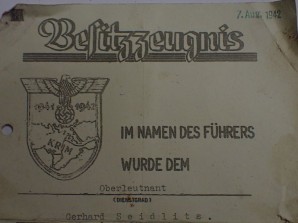 7. Aug. 1942
Besitzzeugnis
1941 1942
KRIM
IM NAMEN DES FÜHRERS
WURDE DEM
Oberleutnant
(DIENSTGRAD)
Gerhard Seidlitz.